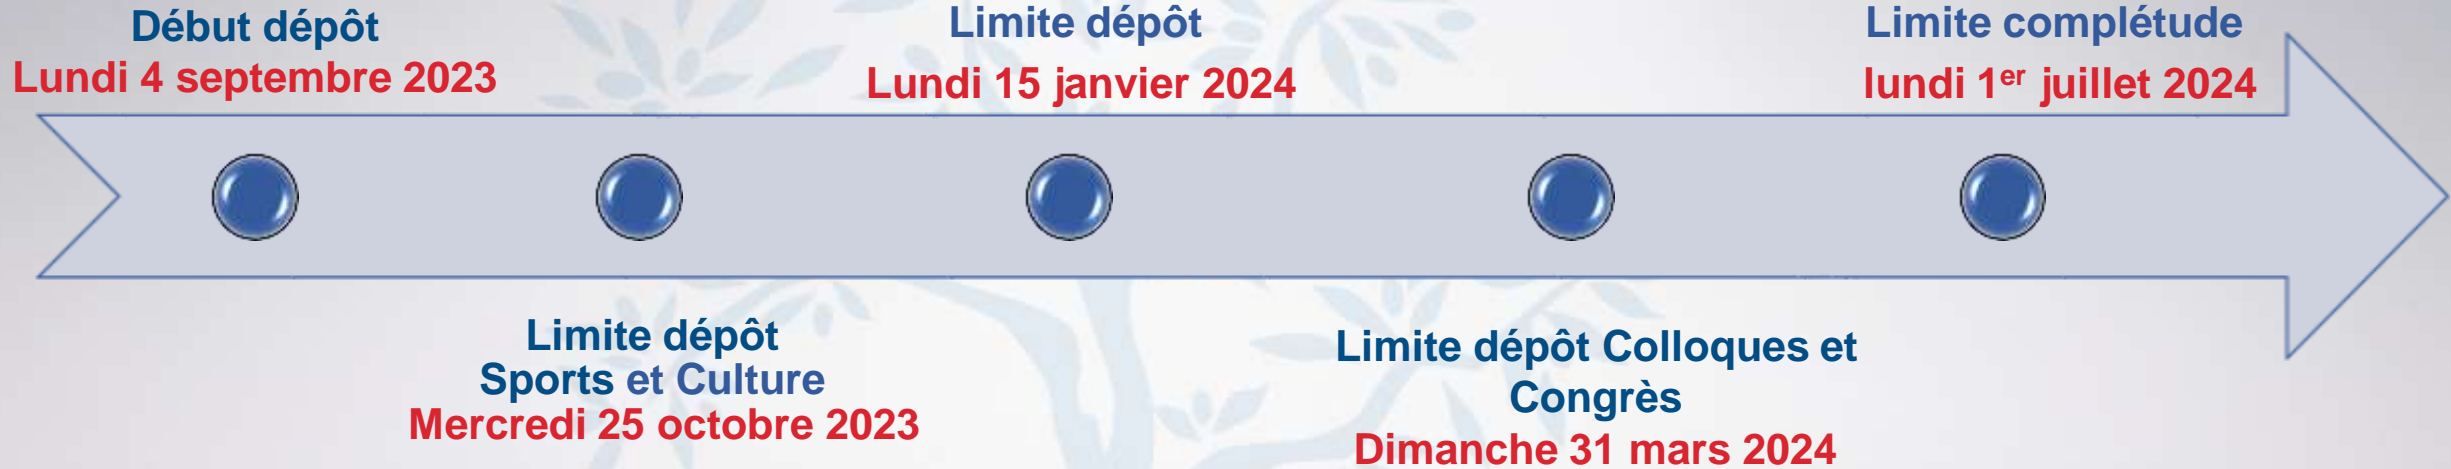 Début dépôt
Lundi 4 septembre 2023
Limite dépôt
Sports et Culture
Mercredi 25 octobre 2023
Limite dépôt
Lundi 15 janvier 2024
Limite dépôt Colloques et
Congrès
Dimanche 31 mars 2024
Limite complétude
lundi 1er juillet 2024